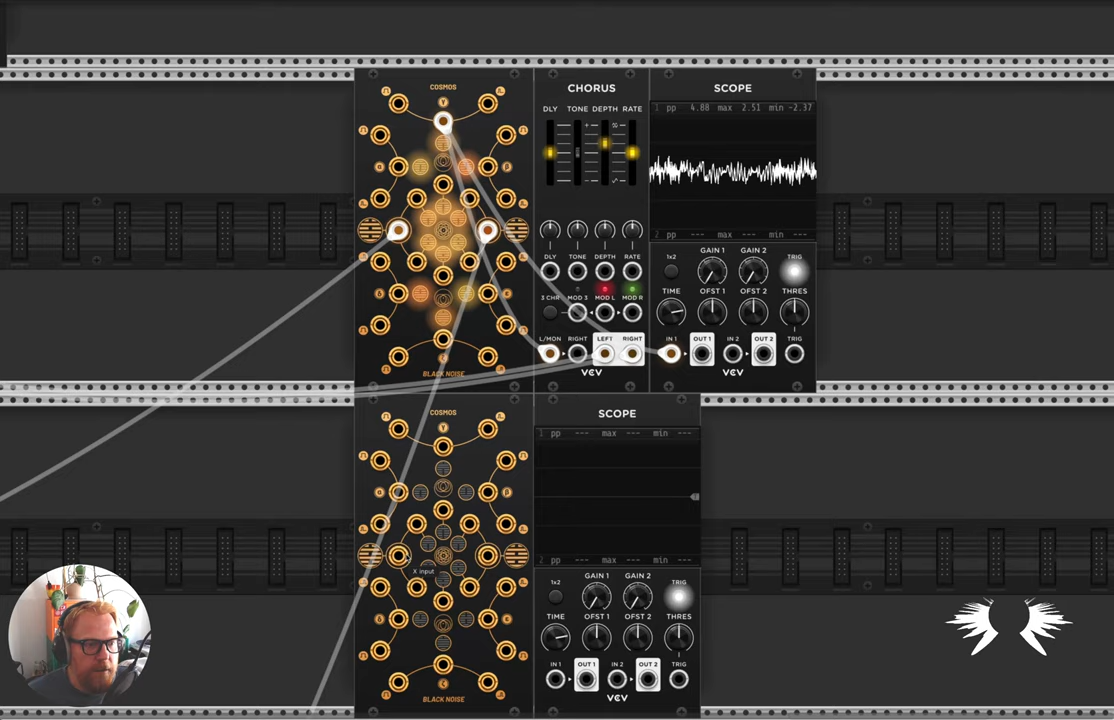 COSMOS
Y
α
β
δ
ε
ζ
BLACK NOISE
CHORUS
DLY TONE DEPTH RATE
DLY TONE DEPTH RATE
3 CHR MOD 3 MOD L MOD R
L/MON RIGHT LEFT RIGHT
VCV
SCOPE
1 pp 4.88 max 2.51 min -2.37
2 pp --- max --- min ---
1x2 GAIN 1 GAIN 2 TRIG
TIME OFST 1 OFST 2 THRES
IN 1 OUT 1 IN 2 OUT 2 TRIG
VCV
COSMOS
Y
α
β
X input
δ
ε
ζ
BLACK NOISE
SCOPE
1 pp --- max --- min ---
2 pp --- max --- min ---
1x2 GAIN 1 GAIN 2 TRIG
TIME OFST 1 OFST 2 THRES
IN 1 OUT 1 IN 2 OUT 2 TRIG
VCV